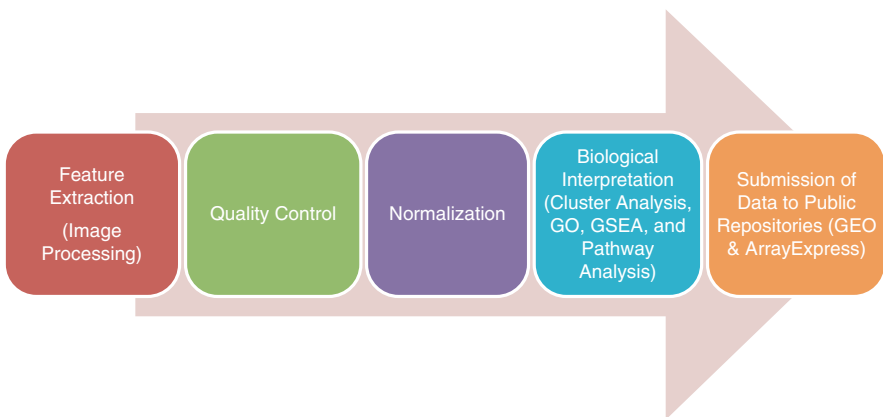 Feature
Extraction
(Image
Processing)
Quality Control
Normalization
Biological
Interpretation
(Cluster Analysis,
GO, GSEA, and
Pathway
Analysis)
Submission of
Data to Public
Repositories (GEO
& ArrayExpress)